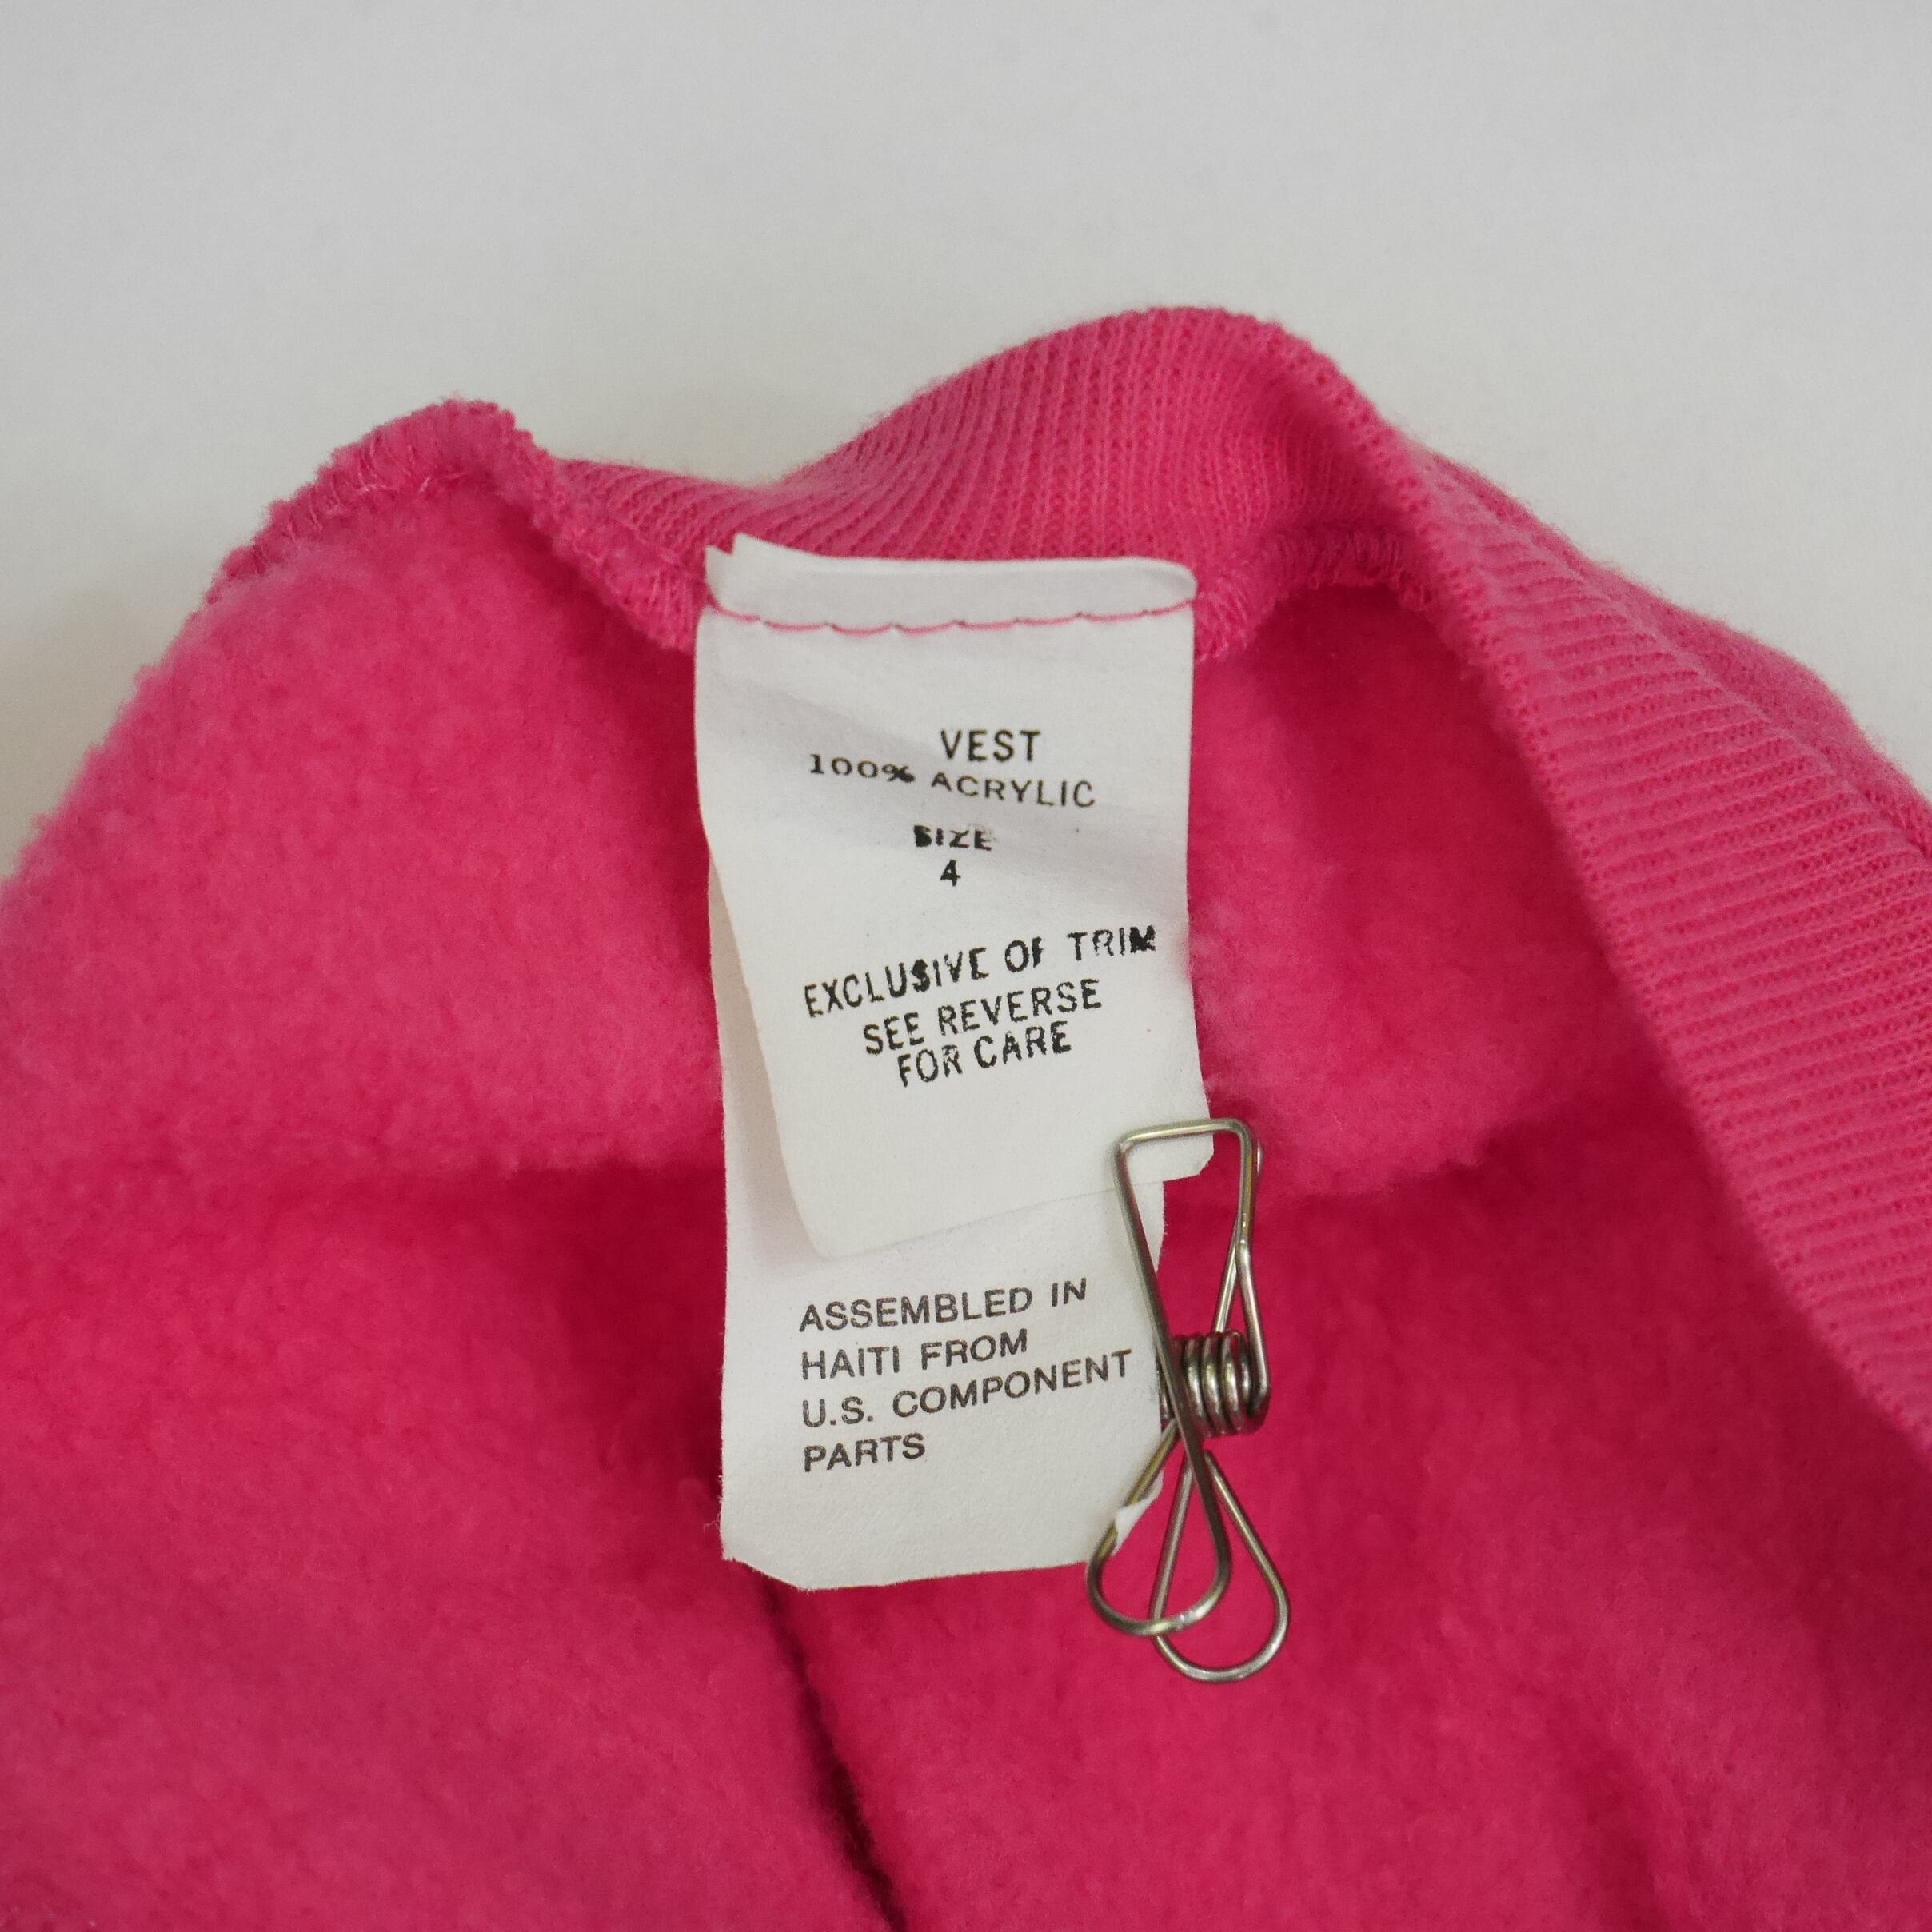 VEST
100% ACRYLIC
SIZE
4
EXCLUSIVE OF TRIM
SEE REVERSE
FOR CARE
ASSEMBLED IN
HAITI FROM
U.S. COMPONENT
PARTS